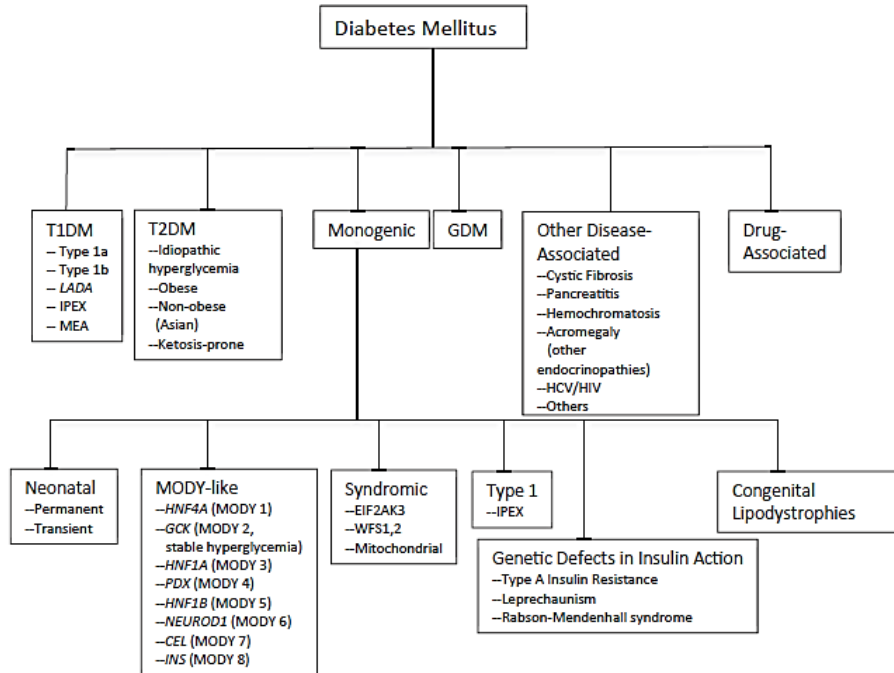 Diabetes Mellitus
T1DM
-- Type 1a
-- Type 1b
-- LADA
-- IPEX
-- MEA
T2DM
--Idiopathic
hyperglycemia
--Obese
--Non-obese
(Asian)
--Ketosis-prone
Monogenic
GDM
Other Disease-
Associated
--Cystic Fibrosis
--Pancreatitis
--Hemochromatosis
--Acromegaly
(other
endocrinopathies)
--HCV/HIV
--Others
Drug-
Associated
Neonatal
--Permanent
--Transient
MODY-like
--HNF4A (MODY 1)
--GCK (MODY 2,
stable hyperglycemia)
--HNF1A (MODY 3)
--PDX (MODY 4)
--HNF1B (MODY 5)
--NEUROD1 (MODY 6)
--CEL (MODY 7)
--INS (MODY 8)
Syndromic
--EIF2AK3
--WFS1,2
--Mitochondrial
Type 1
--IPEX
Genetic Defects in Insulin Action
--Type A Insulin Resistance
--Leprechaunism
--Rabson-Mendenhall syndrome
Congenital
Lipodystrophies